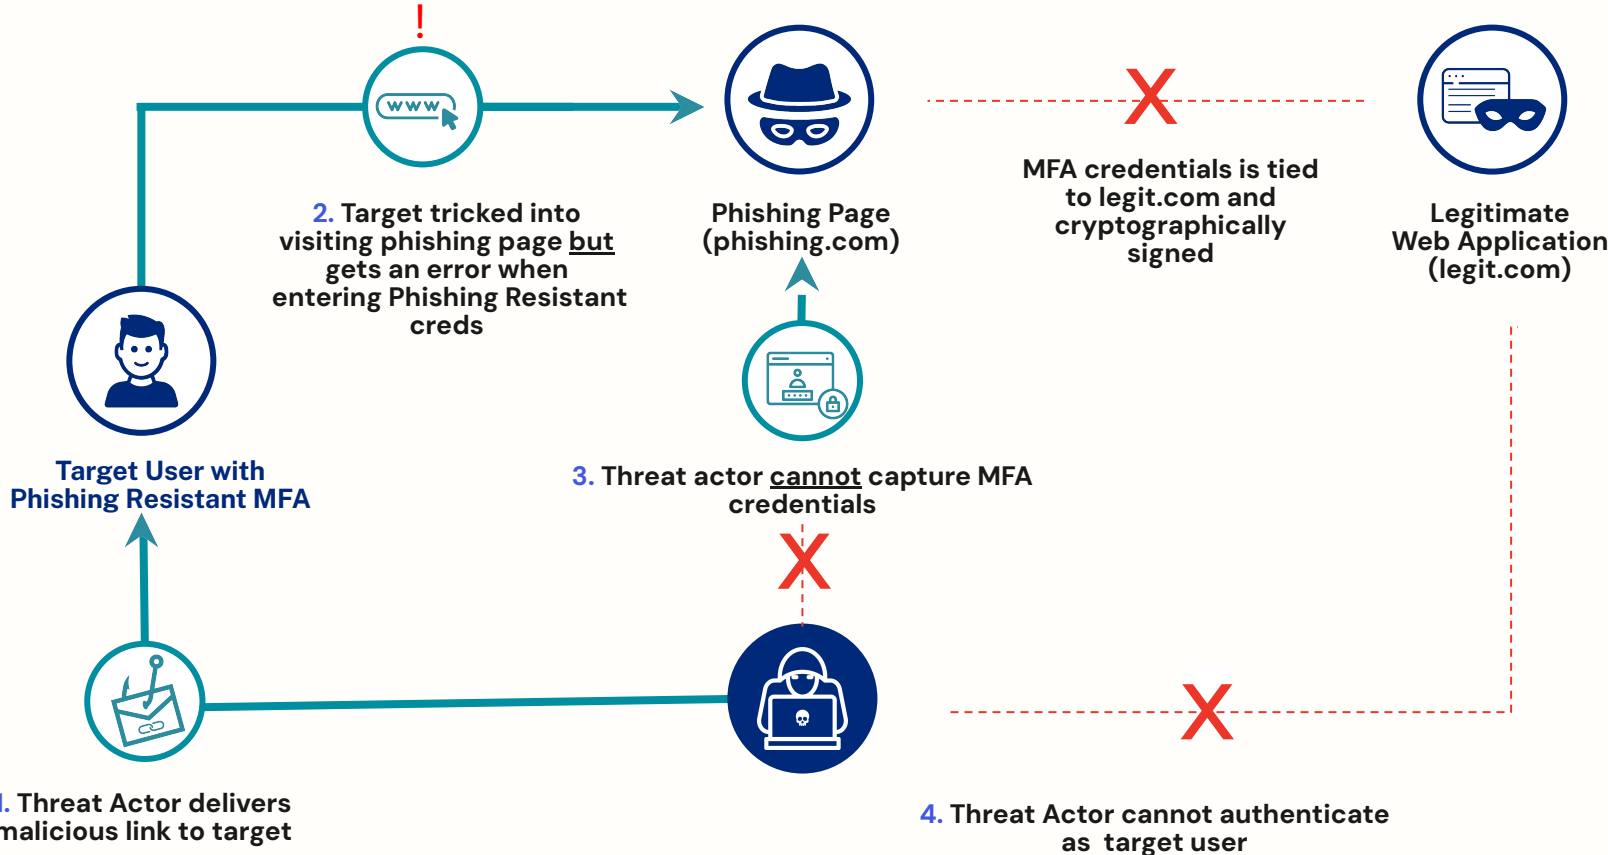 !
www
2. Target tricked into
visiting phishing page but
gets an error when
entering Phishing Resistant
creds
Phishing Page
(phishing.com)
X
MFA credentials is tied
to legit.com and
cryptographically
signed
Legitimate
Web Application
(legit.com)
Target User with
Phishing Resistant MFA
3. Threat actor cannot capture MFA
credentials
X
X
1. Threat Actor delivers
malicious link to target
4. Threat Actor cannot authenticate
as target user